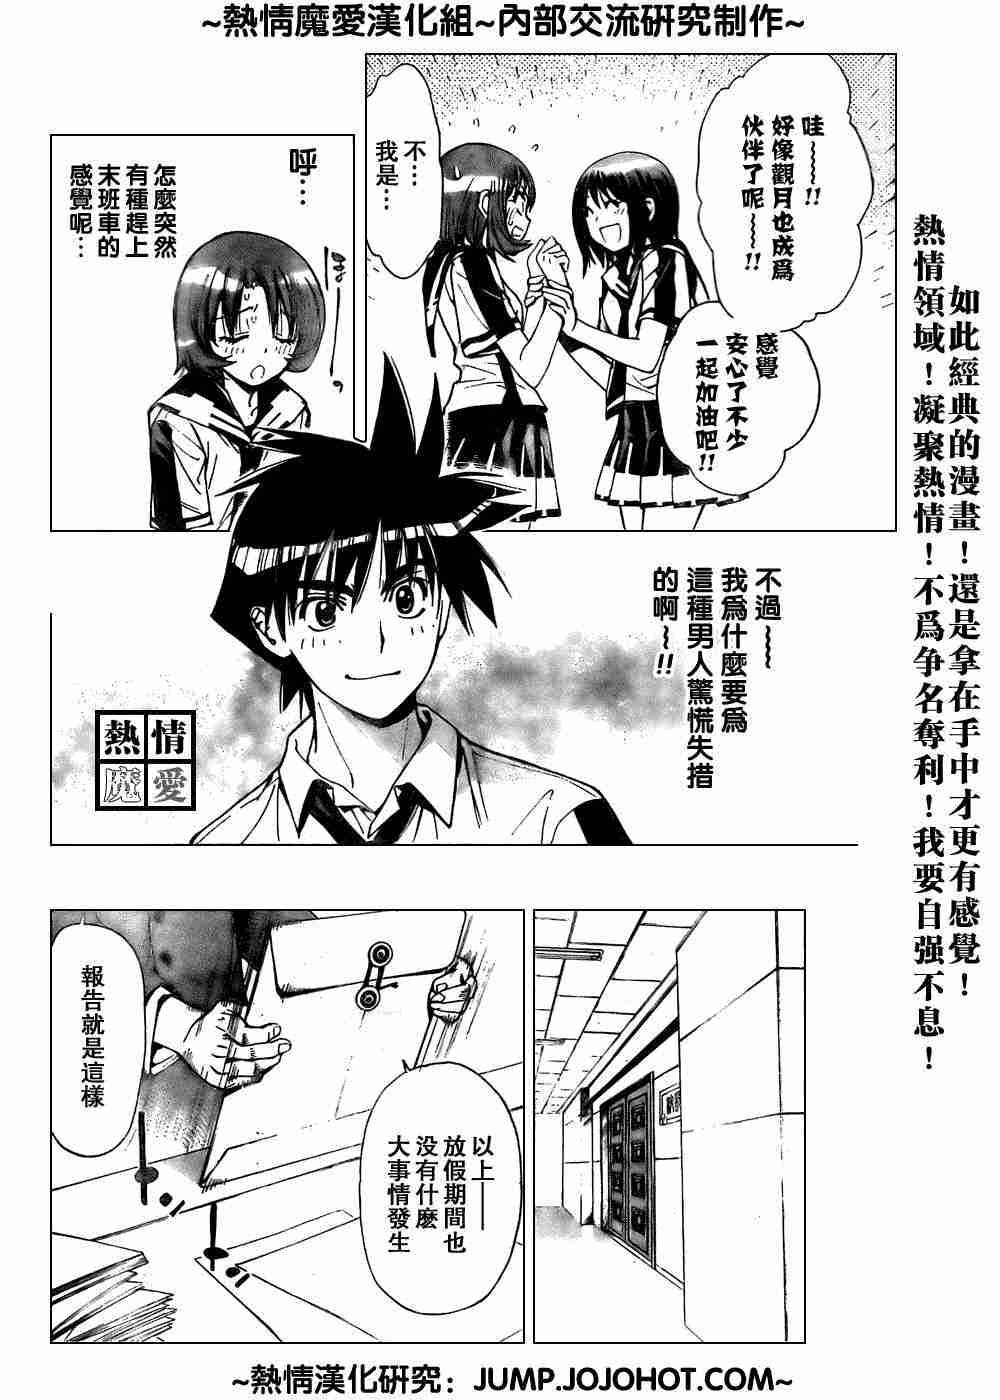 ~熱情魔愛漢化組~內部交流研究制作~
哇~~~!!
好像觀月也成爲
伙伴了呢~~!!
不…
我是…
感覺
安心了不少
一起加油吧!!
呼…
怎麼突然
有種趕上
末班車的
感覺呢…
不過~~~
我爲什麼要爲
這種男人驚慌失措
的啊~~!!
熱情
魔愛
以上——
放假期間也
没有什麽
大事情發生
報告就是這樣
如此經典的漫畫！還是拿在手中才更有感覺！
熱情領域！凝聚熱情！不爲争名奪利！我要自强不息！
~熱情漢化研究：JUMP.JOJOHOT.COM~